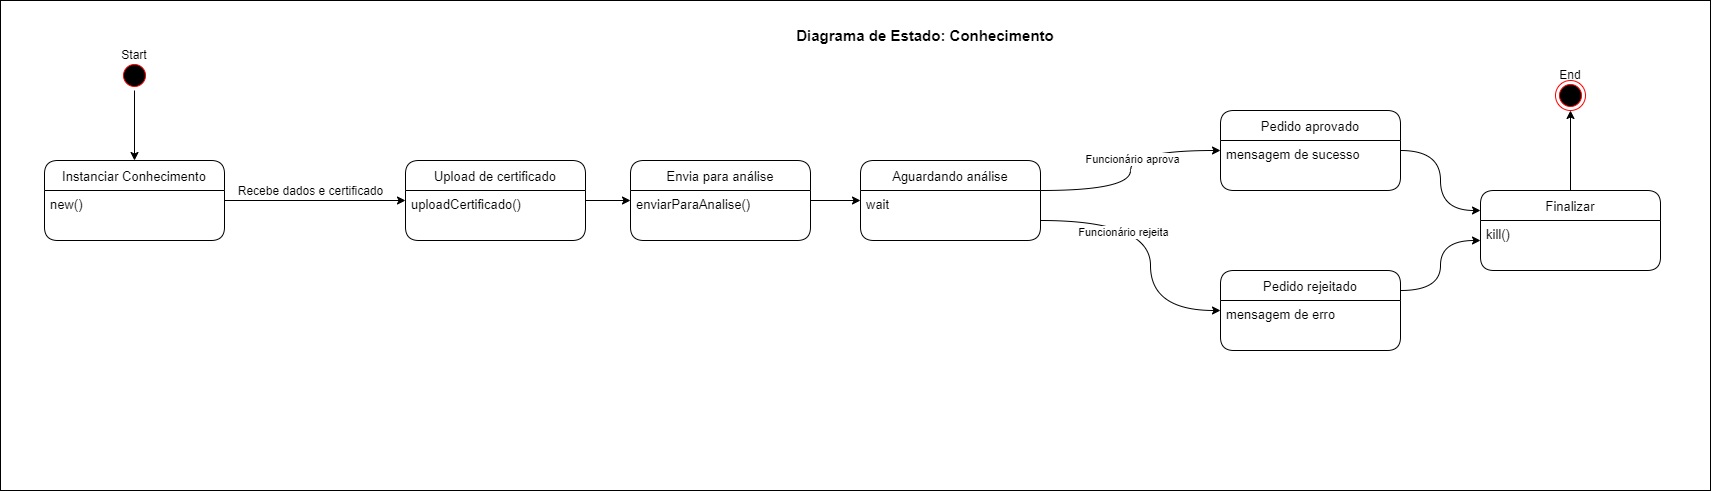 Diagrama de Estado: Conhecimento
Start
Instanciar Conhecimento
new()
Recebe dados e certificado
Upload de certificado
uploadCertificado()
Envia para análise
enviarParaAnalise()
Aguardando análise
wait
Funcionário aprova
Funcionário rejeita
Pedido aprovado
mensagem de sucesso
Pedido rejeitado
mensagem de erro
Finalizar
kill()
End